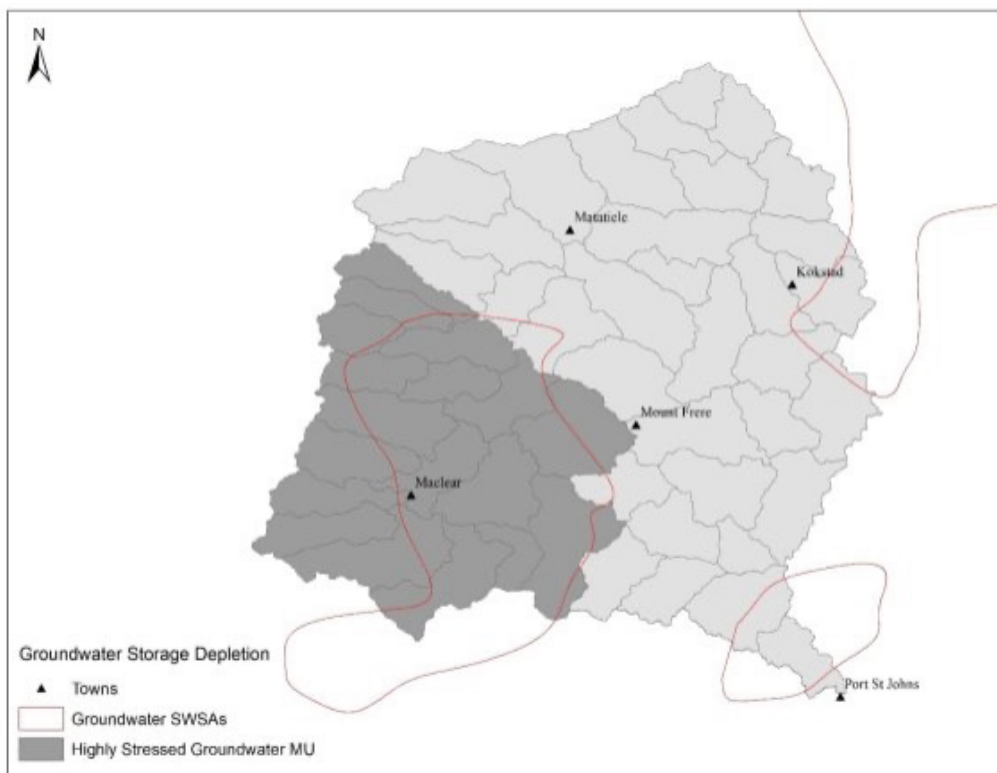 N
Matatiele
Kokstad
Mount Frere
Maclear
Groundwater Storage Depletion
Towns
Port St Johns
Groundwater SWSAs
Highly Stressed Groundwater MU